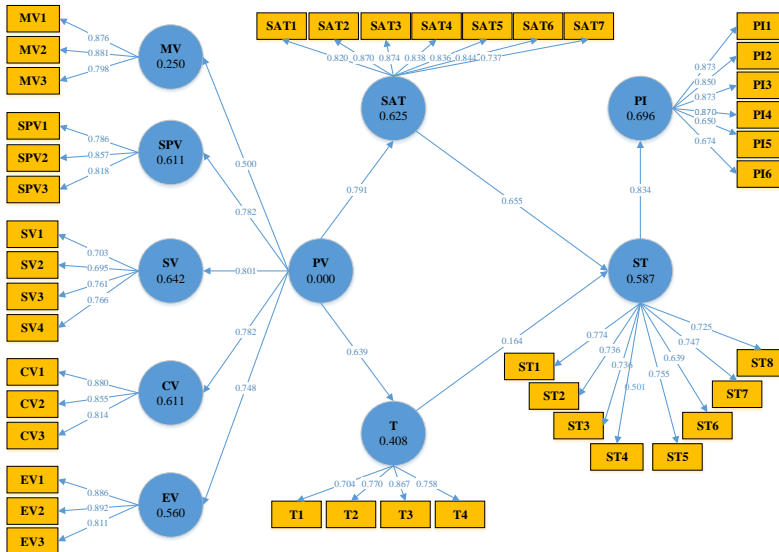 MV1
MV2
MV3
0.876
0.881
0.798
MV
0.250
SPV1
SPV2
SPV3
0.786
0.857
0.818
SPV
0.611
SV1
SV2
SV3
SV4
0.703
0.695
0.761
0.766
SV
0.642
CV1
CV2
CV3
0.880
0.855
0.814
CV
0.611
EV1
EV2
EV3
0.886
0.892
0.811
EV
0.560
0.500
0.782
0.801
0.782
0.748
PV
0.000
0.791
0.639
SAT1
SAT2
SAT3
SAT4
SAT5
SAT6
SAT7
0.820
0.870
0.874
0.838
0.836
0.844
0.737
SAT
0.625
0.655
T
0.408
0.164
0.704
0.770
0.867
0.758
T1
T2
T3
T4
PI
0.696
0.873
0.850
0.873
0.870
0.650
0.674
PI1
PI2
PI3
PI4
PI5
PI6
0.834
ST
0.587
0.774
0.736
0.736
0.501
0.755
0.639
0.747
0.725
ST1
ST2
ST3
ST4
ST5
ST6
ST7
ST8